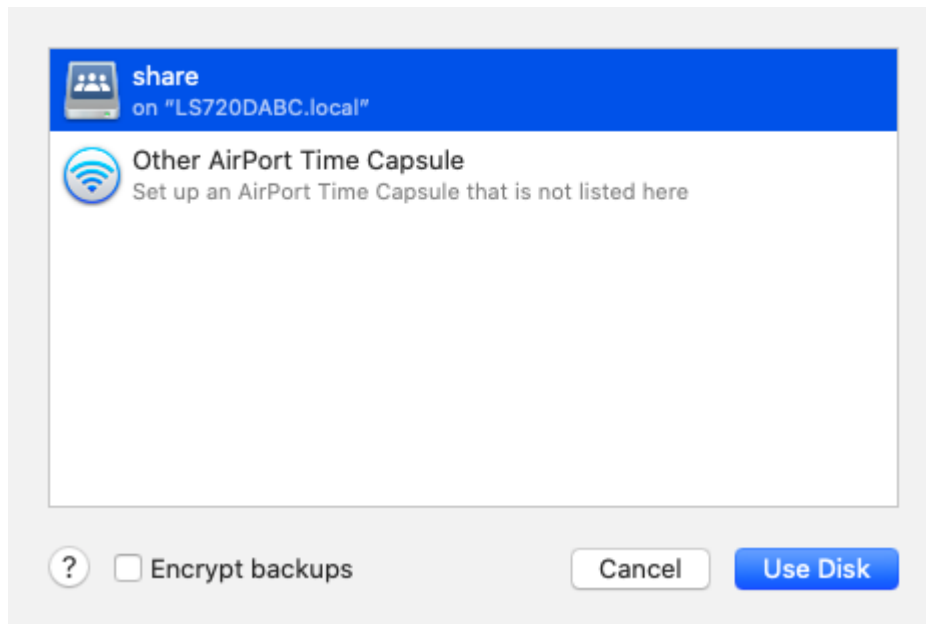 share
on “LS720DABC.local”
Other AirPort Time Capsule
Set up an AirPort Time Capsule that is not listed here
? Encrypt backups Cancel Use Disk